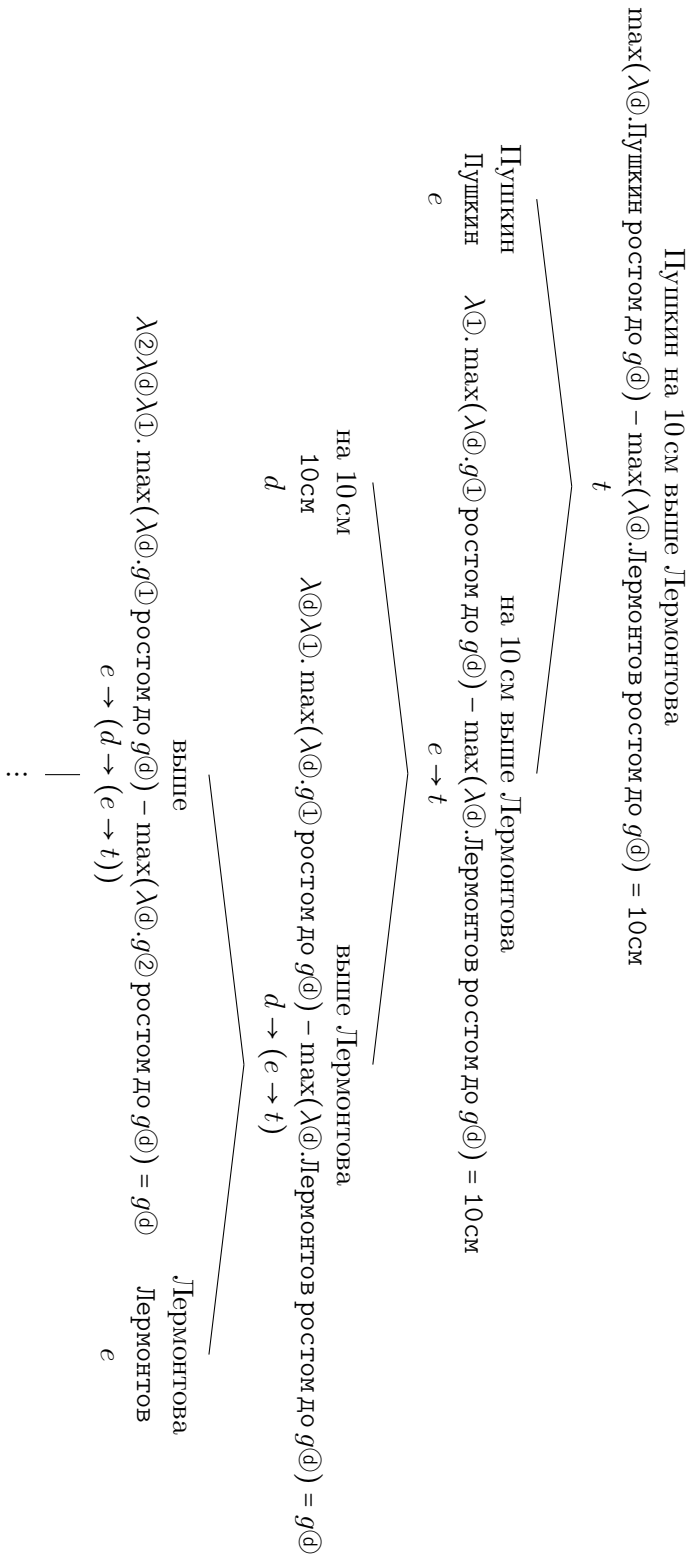 Пушкин на 10 см выше Лермонтова
max(λⓓ.Пушкин ростом до gⓓ) − max(λⓓ.Лермонтов ростом до gⓓ) = 10см
t
Пушкин
Пушкин
e
на 10 см выше Лермонтова
λ①. max(λⓓ.g① ростом до gⓓ) − max(λⓓ.Лермонтов ростом до gⓓ) = 10см
e → t
на 10 см
10см
d
выше Лермонтова
λⓓλ①. max(λⓓ.g① ростом до gⓓ) − max(λⓓ.Лермонтов ростом до gⓓ) = gⓓ
d → (e → t)
выше
λ②λⓓλ①. max(λⓓ.g① ростом до gⓓ) − max(λⓓ.g② ростом до gⓓ) = gⓓ
e → (d → (e → t))
⋮
Лермонтова
Лермонтов
e